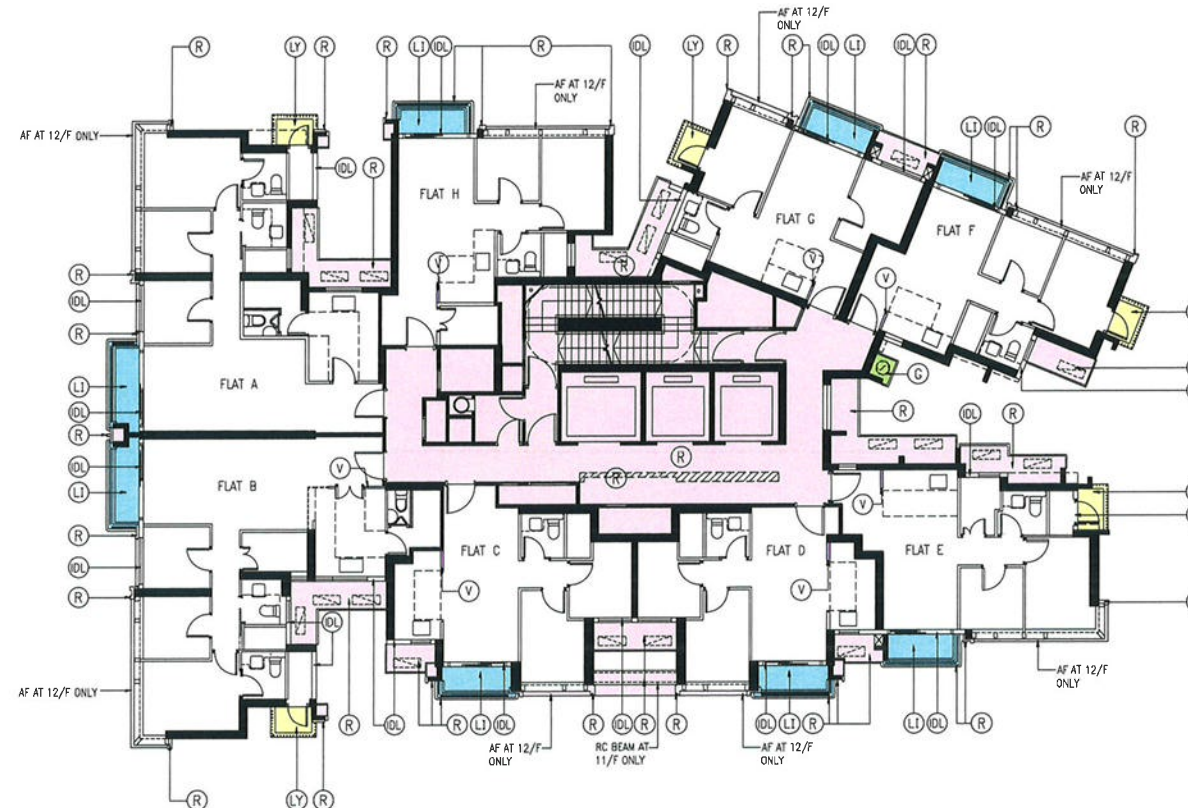 AF AT 12/F
ONLY
R
LY
R
R
LI
IDL
R
IDL
LY
R
R
IDL
LI
IDL
R
AF AT 12/F
ONLY
AF AT 12/F ONLY
LI
IDL
R
R
IDL
R
FLAT H
FLAT G
AF AT 12/F
ONLY
FLAT F
V
R
V
V
R
IDL
R
FLAT A
LI
IDL
R
G
R
IDL
R
IDL
R
R
V
LI
FLAT B
V
R
IDL
R
FLAT C
FLAT D
FLAT E
V
V
IDL
R
AF AT 12/F ONLY
R
IDL
R
LI
IDL
R
IDL
R
R
IDL
LI
R
LI
IDL
R
AF AT 12/F
ONLY
AF AT 12/F
ONLY
RC BEAM AT
11/F ONLY
AF AT 12/F
ONLY
R
LY
R